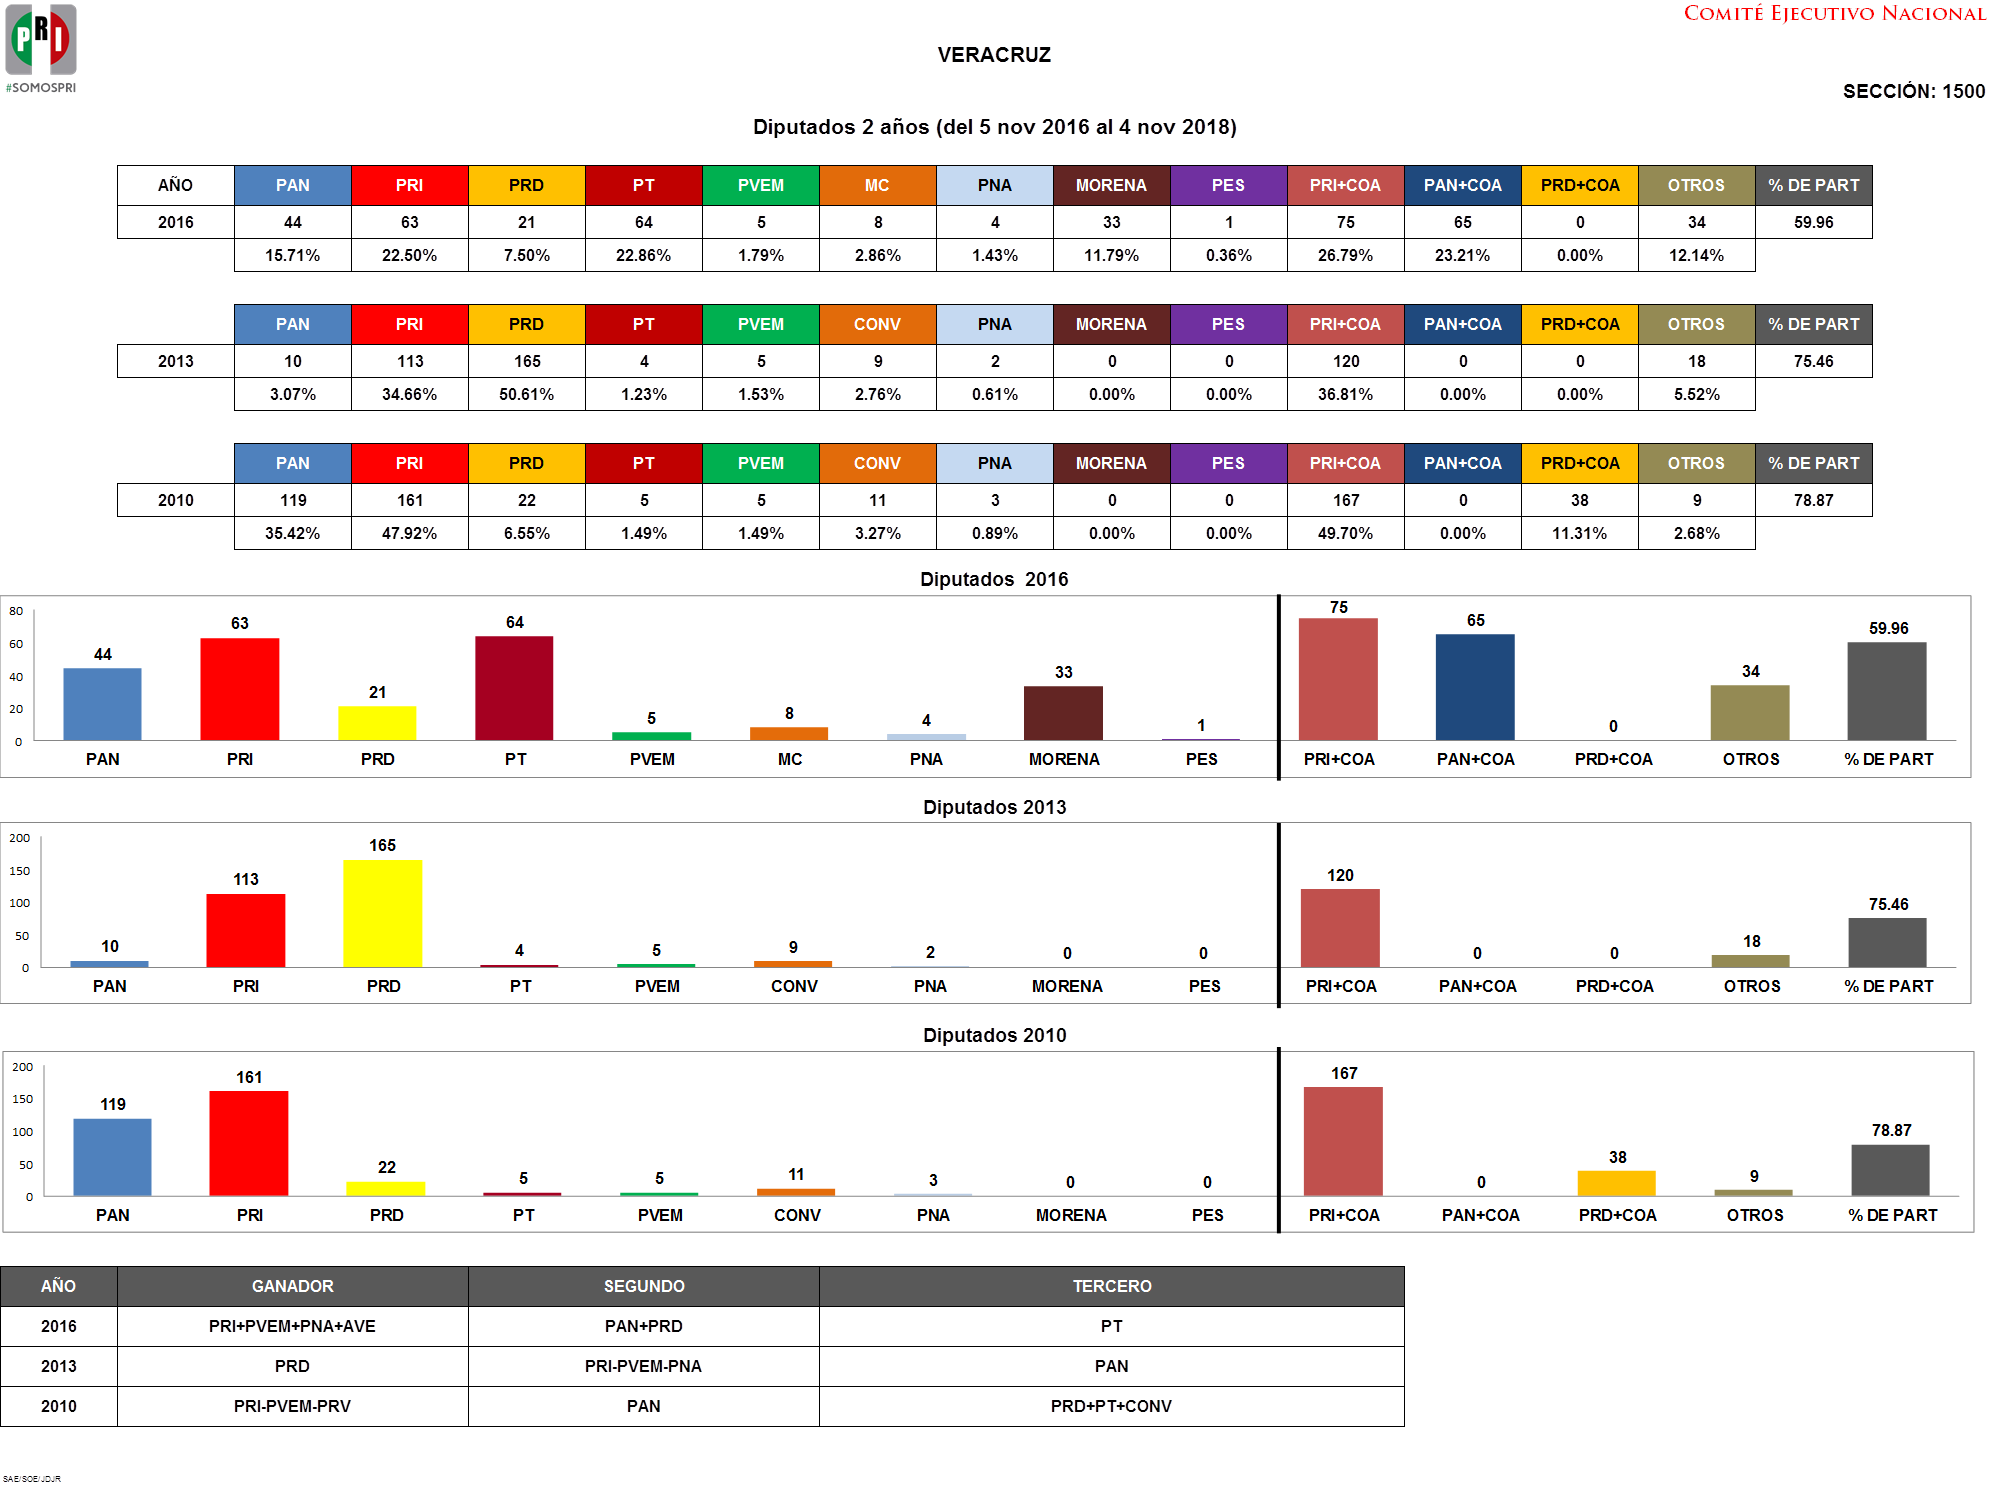 PRI
#SOMOSPRI
COMITÉ EJECUTIVO NACIONAL
VERACRUZ
SECCIÓN: 1500
Diputados 2 años (del 5 nov 2016 al 4 nov 2018)
AÑO PAN PRI PRD PT PVEM MC PNA MORENA PES PRI+COA PAN+COA PRD+COA OTROS % DE PART
2016 44 63 21 64 5 8 4 33 1 75 65 0 34 59.96
15.71% 22.50% 7.50% 22.86% 1.79% 2.86% 1.43% 11.79% 0.36% 26.79% 23.21% 0.00% 12.14%
PAN PRI PRD PT PVEM CONV PNA MORENA PES PRI+COA PAN+COA PRD+COA OTROS % DE PART
2013 10 113 165 4 5 9 2 0 0 120 0 0 18 75.46
3.07% 34.66% 50.61% 1.23% 1.53% 2.76% 0.61% 0.00% 0.00% 36.81% 0.00% 0.00% 5.52%
PAN PRI PRD PT PVEM CONV PNA MORENA PES PRI+COA PAN+COA PRD+COA OTROS % DE PART
2010 119 161 22 5 5 11 3 0 0 167 0 38 9 78.87
35.42% 47.92% 6.55% 1.49% 1.49% 3.27% 0.89% 0.00% 0.00% 49.70% 0.00% 11.31% 2.68%
Diputados 2016
80
60
40
20
0
44 63 21 64 5 8 4 33 1 75 65 0 34 59.96
PAN PRI PRD PT PVEM MC PNA MORENA PES PRI+COA PAN+COA PRD+COA OTROS % DE PART
Diputados 2013
200
150
100
50
0
10 113 165 4 5 9 2 0 0 120 0 0 18 75.46
PAN PRI PRD PT PVEM CONV PNA MORENA PES PRI+COA PAN+COA PRD+COA OTROS % DE PART
Diputados 2010
200
150
100
50
0
119 161 22 5 5 11 3 0 0 167 0 38 9 78.87
PAN PRI PRD PT PVEM CONV PNA MORENA PES PRI+COA PAN+COA PRD+COA OTROS % DE PART
AÑO GANADOR SEGUNDO TERCERO
2016 PRI+PVEM+PNA+AVE PAN+PRD PT
2013 PRD PRI-PVEM-PNA PAN
2010 PRI-PVEM-PRV PAN PRD+PT+CONV
SAE/SOE/JDJR